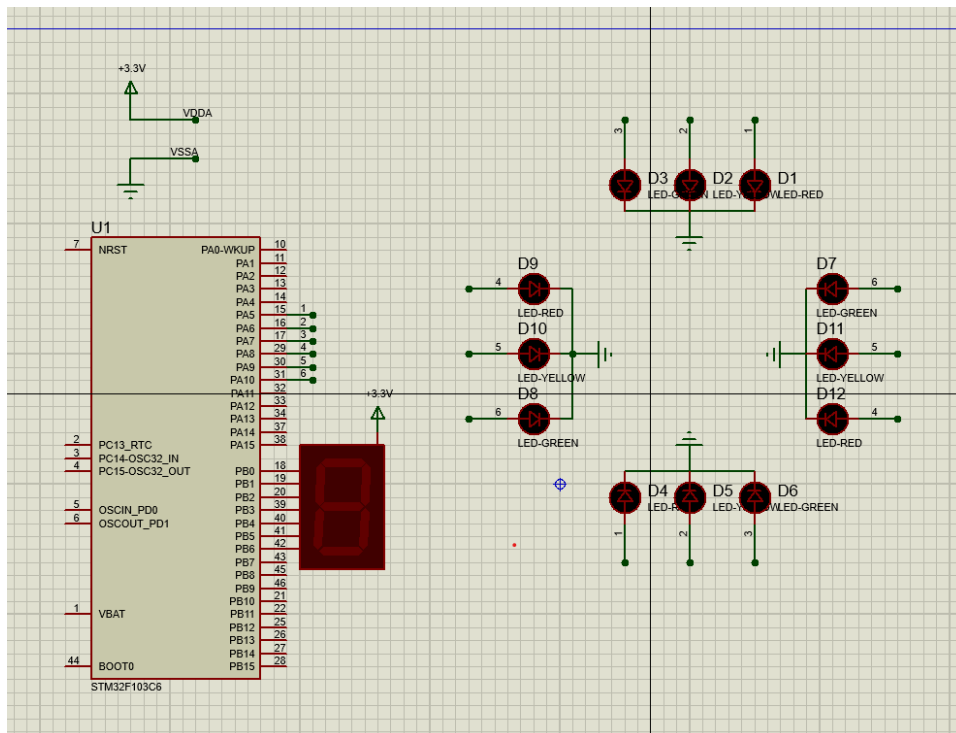 +3.3V
VDDA
VSSA
U1
7 NRST
2 PC13_RTC
3 PC14-OSC32_IN
4 PC15-OSC32_OUT
5 OSCIN_PD0
6 OSCOUT_PD1
1 VBAT
44 BOOT0
PA0-WKUP 10
PA1 11
PA2 12
PA3 13
PA4 14
PA5 15 1
PA6 16 2
PA7 17 3
PA8 29 4
PA9 30 5
PA10 31 6
PA11 32
PA12 33
PA13 34
PA14 37
PA15 38
PB0 18
PB1 19
PB2 20
PB3 39
PB4 40
PB5 41
PB6 42
PB7 43
PB8 45
PB9 46
PB10 21
PB11 22
PB12 25
PB13 26
PB14 27
PB15 28
STM32F103C6
+3.3V
3 2 1
D3 D2 D1
LED-RED
D9
4
LED-RED
D10
5
LED-YELLOW
D8
6
LED-GREEN
D7
6
LED-GREEN
D11
5
LED-YELLOW
D12
4
LED-RED
D4 D5 D6
LED-GREEN
1 2 3